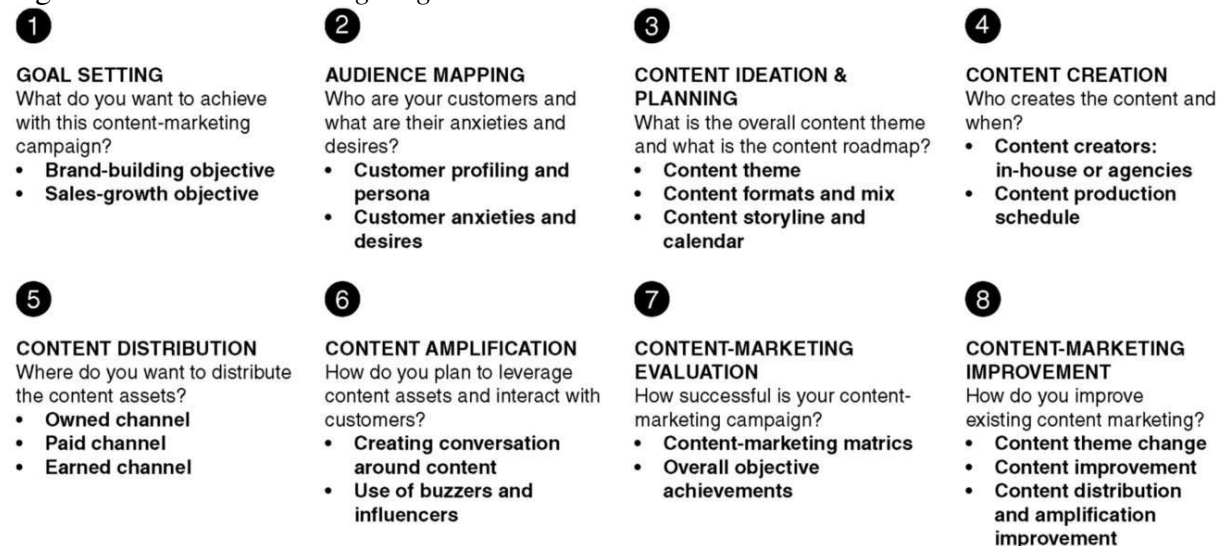 1
GOAL SETTING
What do you want to achieve
with this content-marketing
campaign?
• Brand-building objective
• Sales-growth objective
2
AUDIENCE MAPPING
Who are your customers and
what are their anxieties and
desires?
• Customer profiling and
persona
• Customer anxieties and
desires
3
CONTENT IDEATION &
PLANNING
What is the overall content theme
and what is the content roadmap?
• Content theme
• Content formats and mix
• Content storyline and
calendar
4
CONTENT CREATION
Who creates the content and
when?
• Content creators:
in-house or agencies
• Content production
schedule
5
CONTENT DISTRIBUTION
Where do you want to distribute
the content assets?
• Owned channel
• Paid channel
• Earned channel
6
CONTENT AMPLIFICATION
How do you plan to leverage
content assets and interact with
customers?
• Creating conversation
around content
• Use of buzzers and
influencers
7
CONTENT-MARKETING
EVALUATION
How successful is your content-
marketing campaign?
• Content-marketing matrics
• Overall objective
achievements
8
CONTENT-MARKETING
IMPROVEMENT
How do you improve
existing content marketing?
• Content theme change
• Content improvement
• Content distribution
and amplification
improvement